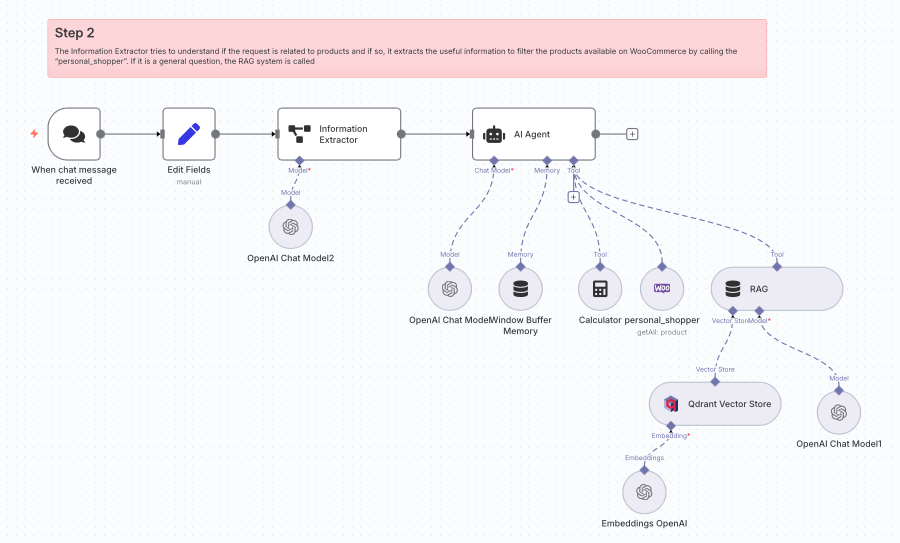 Step 2
The Information Extractor tries to understand if the request is related to products and if so, it extracts the useful information to filter the products available on WooCommerce by calling the
"personal_shopper". If it is a general question, the RAG system is called
When chat message
received
Edit Fields
manual
Information
Extractor
Model*
Model
OpenAI Chat Model2
AI Agent
Chat Model*
Memory
Tool
Model
OpenAI Chat Model
Memory
Window Buffer
Memory
Tool
Calculator
WOO
personal_shopper
getAll: product
Tool
RAG
Vector Store
Model*
Vector Store
Qdrant Vector Store
Embedding*
Embeddings
Embeddings OpenAI
Model
OpenAI Chat Model1